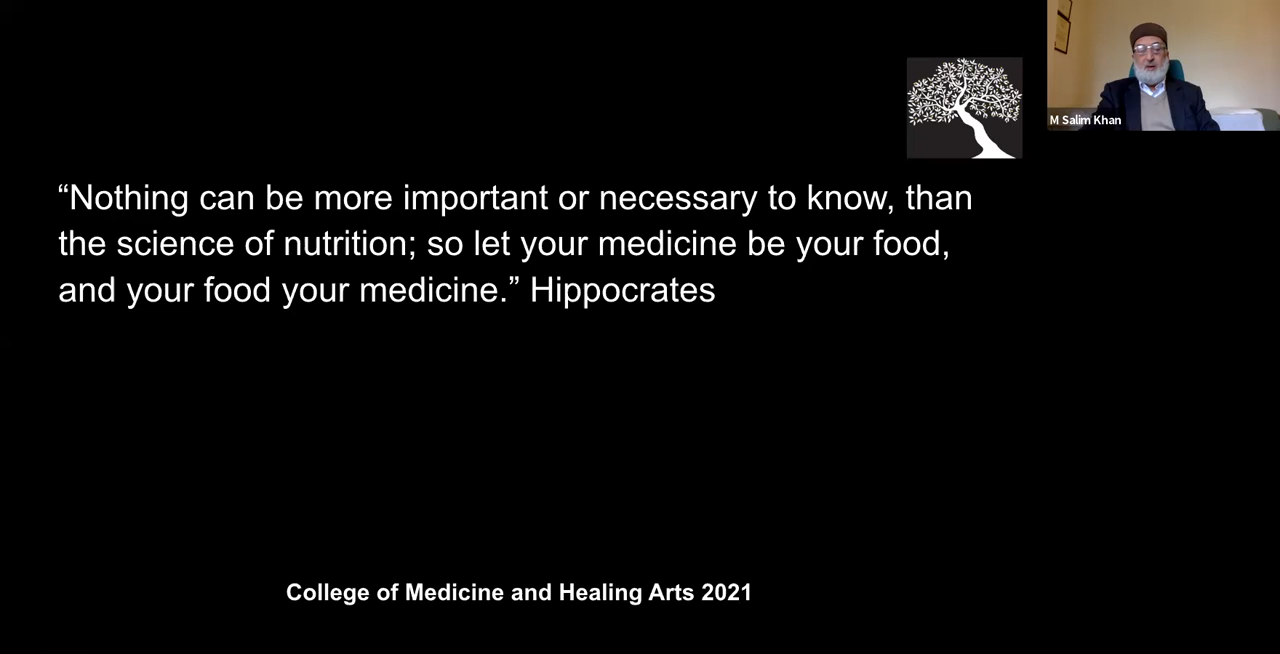 M Salim Khan
“Nothing can be more important or necessary to know, than
the science of nutrition; so let your medicine be your food,
and your food your medicine.” Hippocrates
College of Medicine and Healing Arts 2021